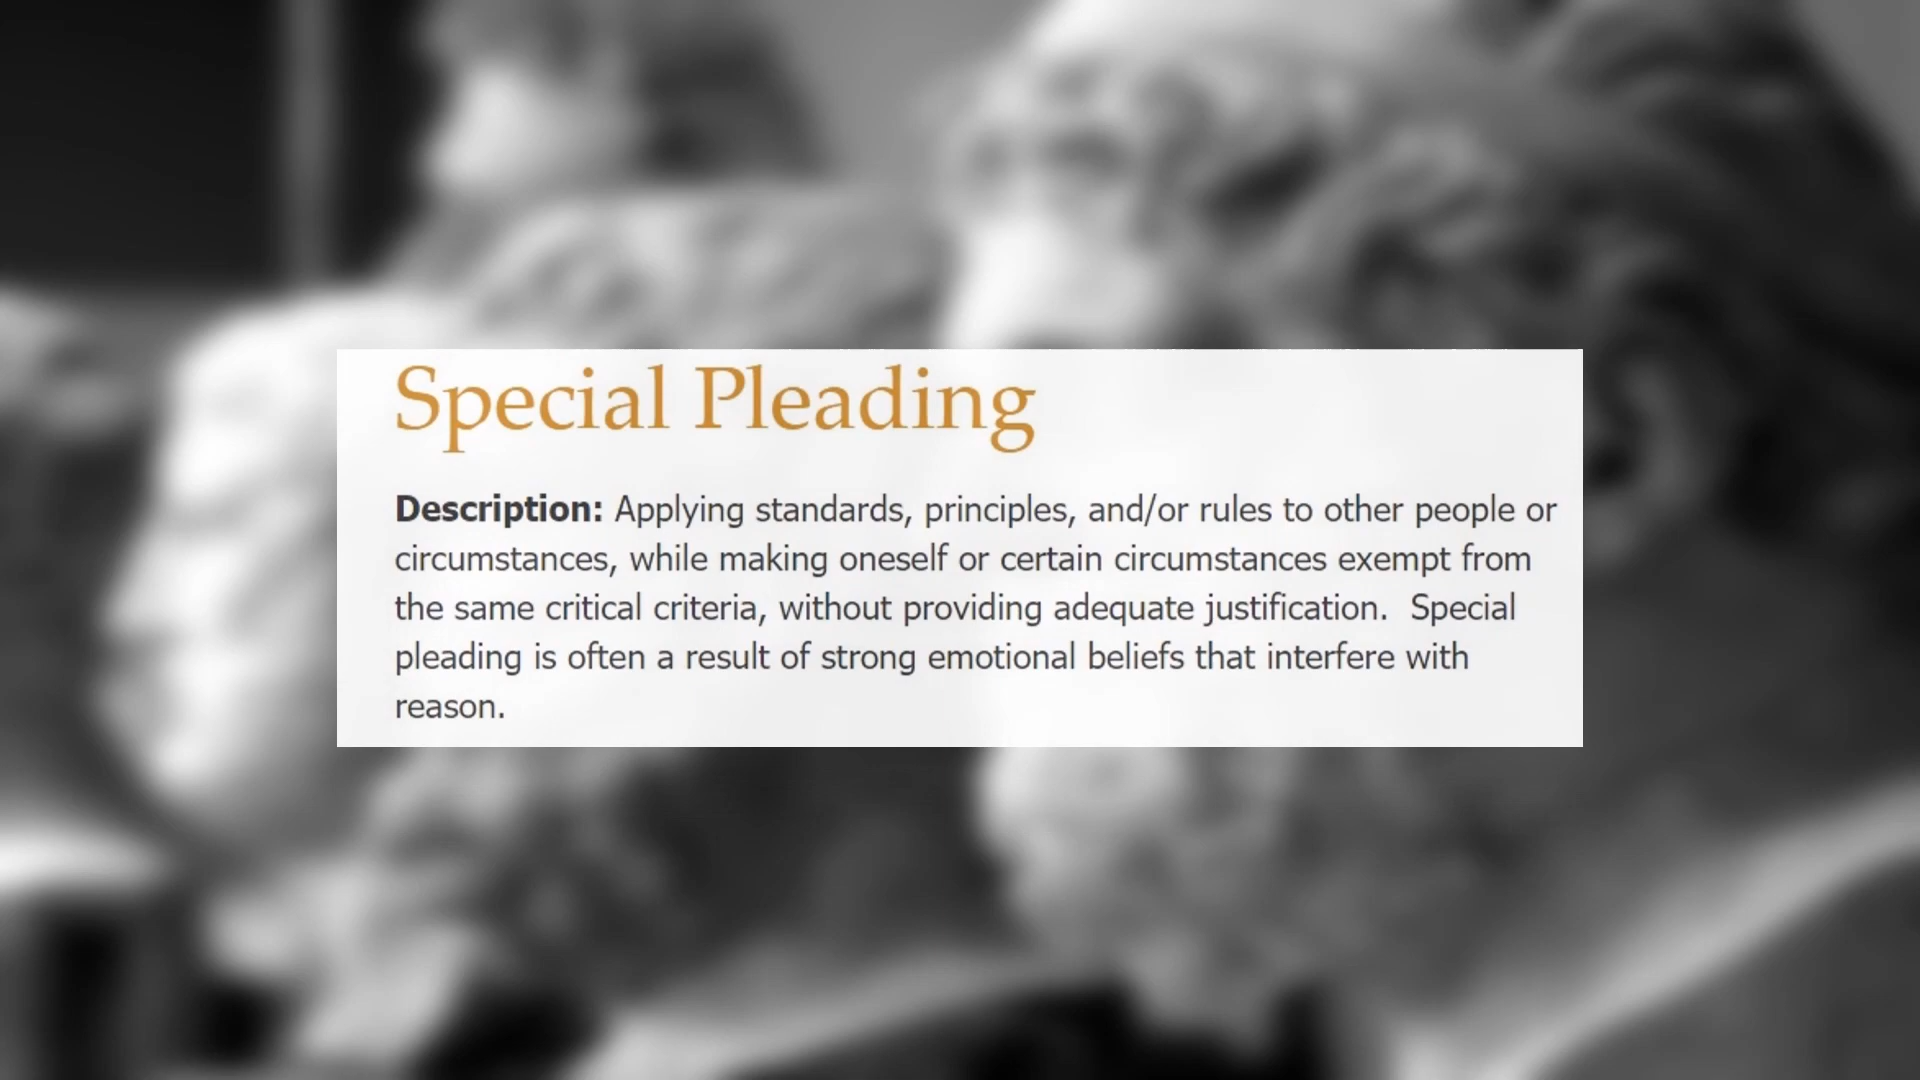 Special Pleading
Description: Applying standards, principles, and/or rules to other people or
circumstances, while making oneself or certain circumstances exempt from
the same critical criteria, without providing adequate justification.  Special
pleading is often a result of strong emotional beliefs that interfere with
reason.